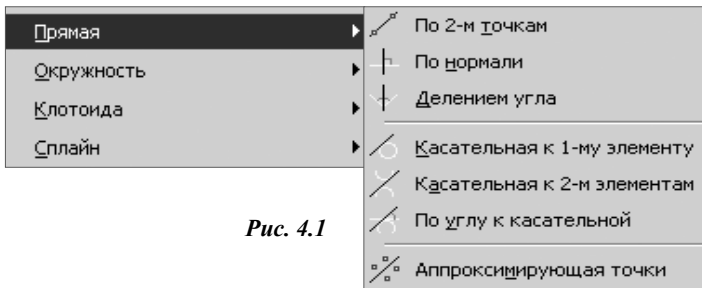 Прямая
Окружность
Клотоида
Сплайн
По 2-м точкам
По нормали
Делением угла
Касательная к 1-му элементу
Касательная к 2-м элементам
По углу к касательной
Аппроксимирующая точки
Рис. 4.1